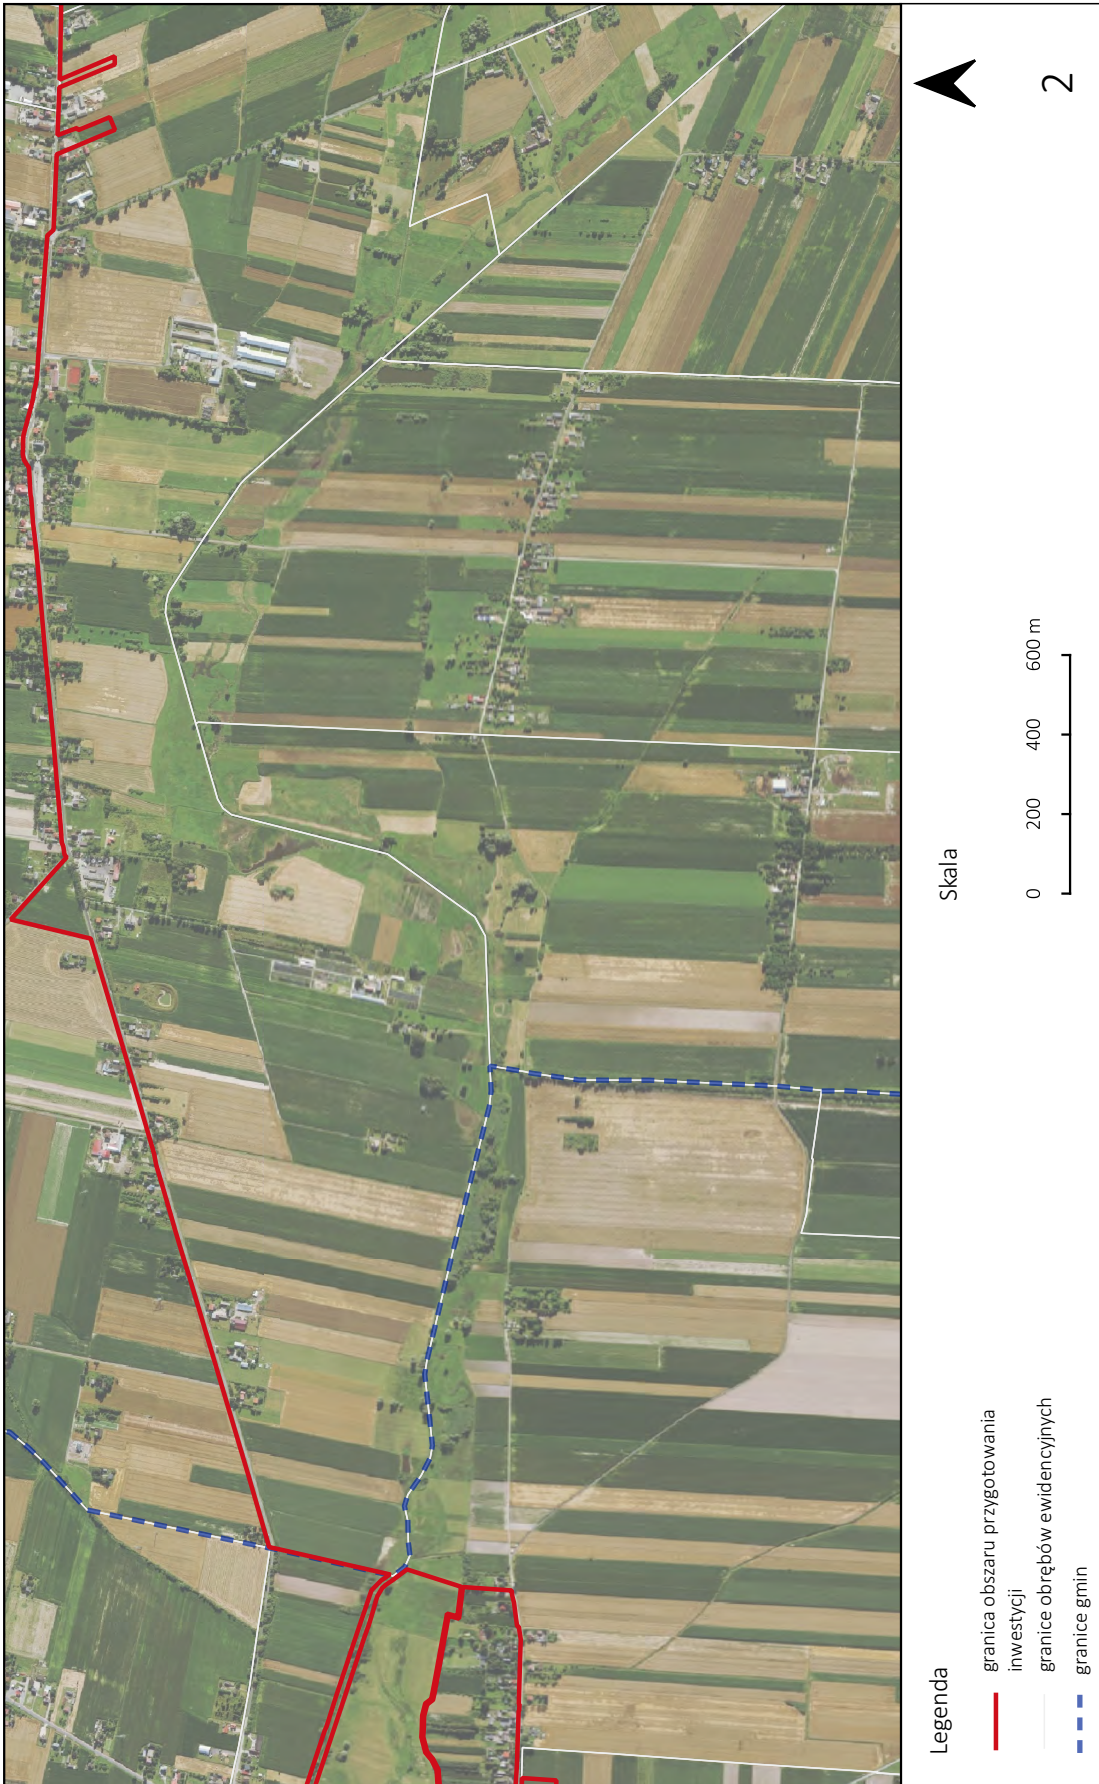 Legenda
granica obszaru przygotowania
inwestycji
granice obrębów ewidencyjnych
granice gmin
Skala
0 200 400 600 m
2